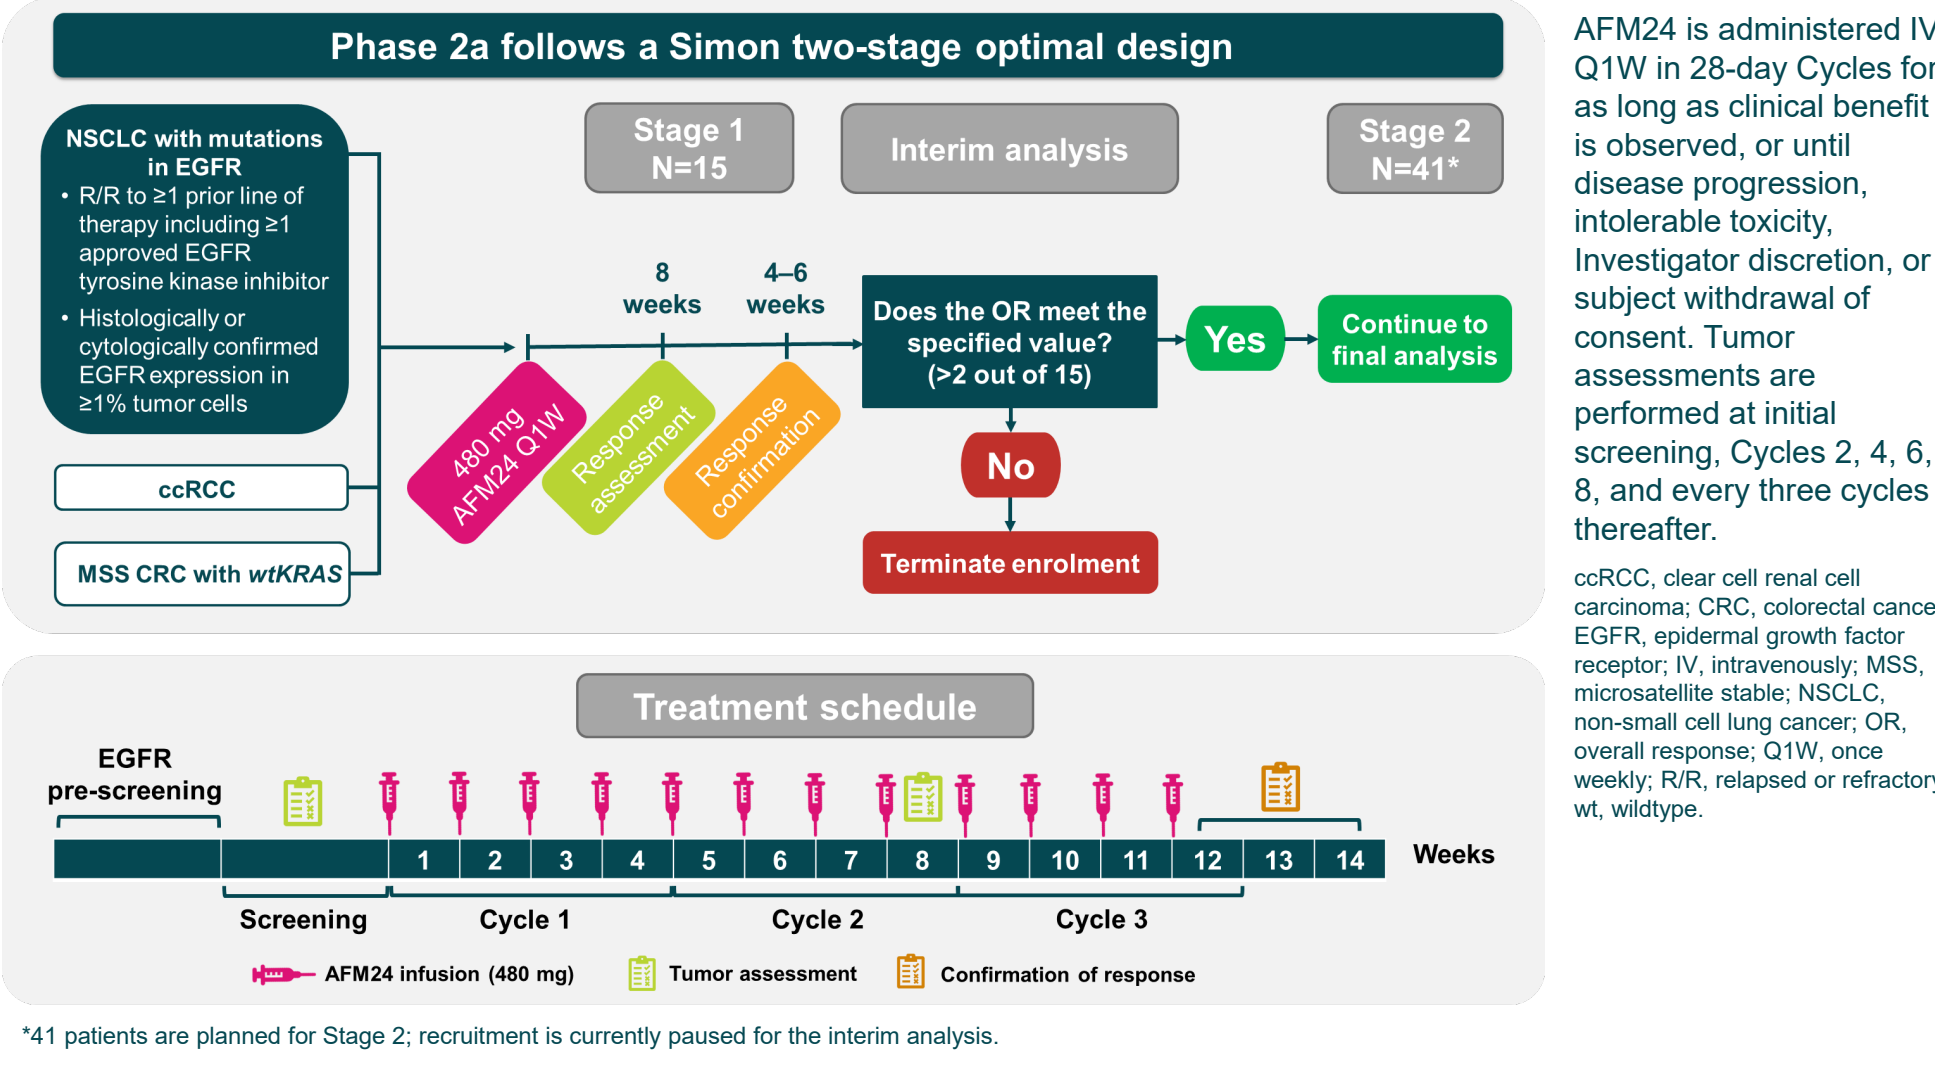 Phase 2a follows a Simon two-stage optimal design
NSCLC with mutations
in EGFR
• R/R to ≥1 prior line of
therapy including ≥1
approved EGFR
tyrosine kinase inhibitor
• Histologically or
cytologically confirmed
EGFR expression in
≥1% tumor cells
ccRCC
MSS CRC with wtKRAS
Stage 1
N=15
Interim analysis
Stage 2
N=41*
8
weeks
4–6
weeks
480 mg
AFM24 Q1W
Response
assessment
Response
confirmation
Does the OR meet the
specified value?
(>2 out of 15)
Yes
Continue to
final analysis
No
Terminate enrolment
Treatment schedule
EGFR
pre-screening
1 2 3 4 5 6 7 8 9 10 11 12 13 14
Weeks
Screening
Cycle 1
Cycle 2
Cycle 3
AFM24 infusion (480 mg)
Tumor assessment
Confirmation of response
*41 patients are planned for Stage 2; recruitment is currently paused for the interim analysis.
AFM24 is administered IV
Q1W in 28-day Cycles for
as long as clinical benefit
is observed, or until
disease progression,
intolerable toxicity,
Investigator discretion, or
subject withdrawal of
consent. Tumor
assessments are
performed at initial
screening, Cycles 2, 4, 6,
8, and every three cycles
thereafter.
ccRCC, clear cell renal cell
carcinoma; CRC, colorectal cance
EGFR, epidermal growth factor
receptor; IV, intravenously; MSS,
microsatellite stable; NSCLC,
non-small cell lung cancer; OR,
overall response; Q1W, once
weekly; R/R, relapsed or refractory
wt, wildtype.